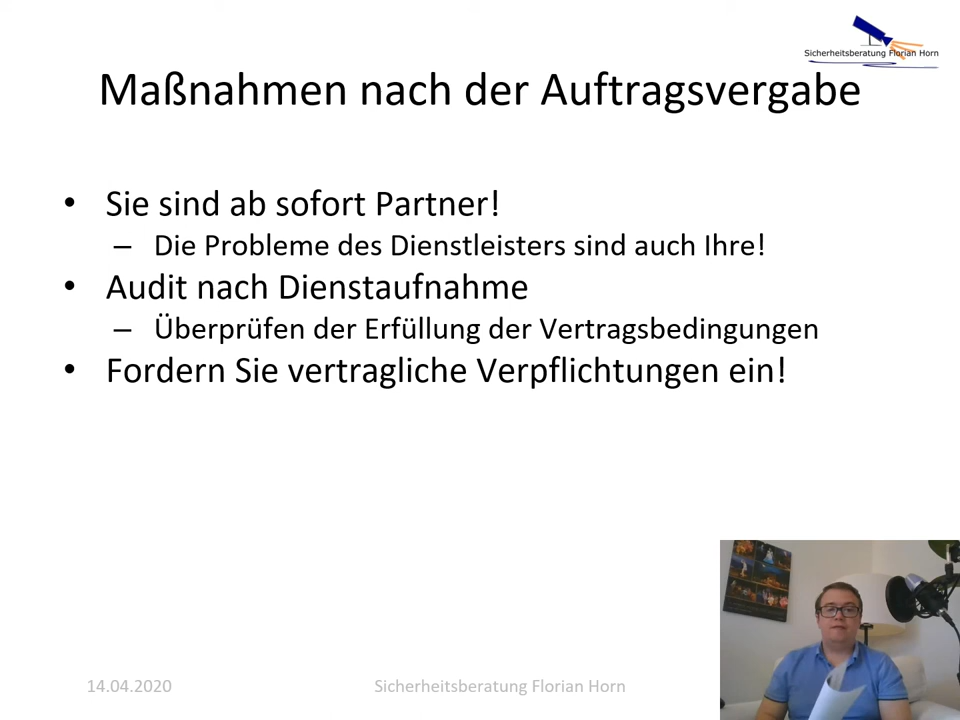 Sicherheitsberatung Florian Horn
Maßnahmen nach der Auftragsvergabe
• Sie sind ab sofort Partner!
– Die Probleme des Dienstleisters sind auch Ihre!
• Audit nach Dienstaufnahme
– Überprüfen der Erfüllung der Vertragsbedingungen
• Fordern Sie vertragliche Verpflichtungen ein!
14.04.2020
Sicherheitsberatung Florian Horn